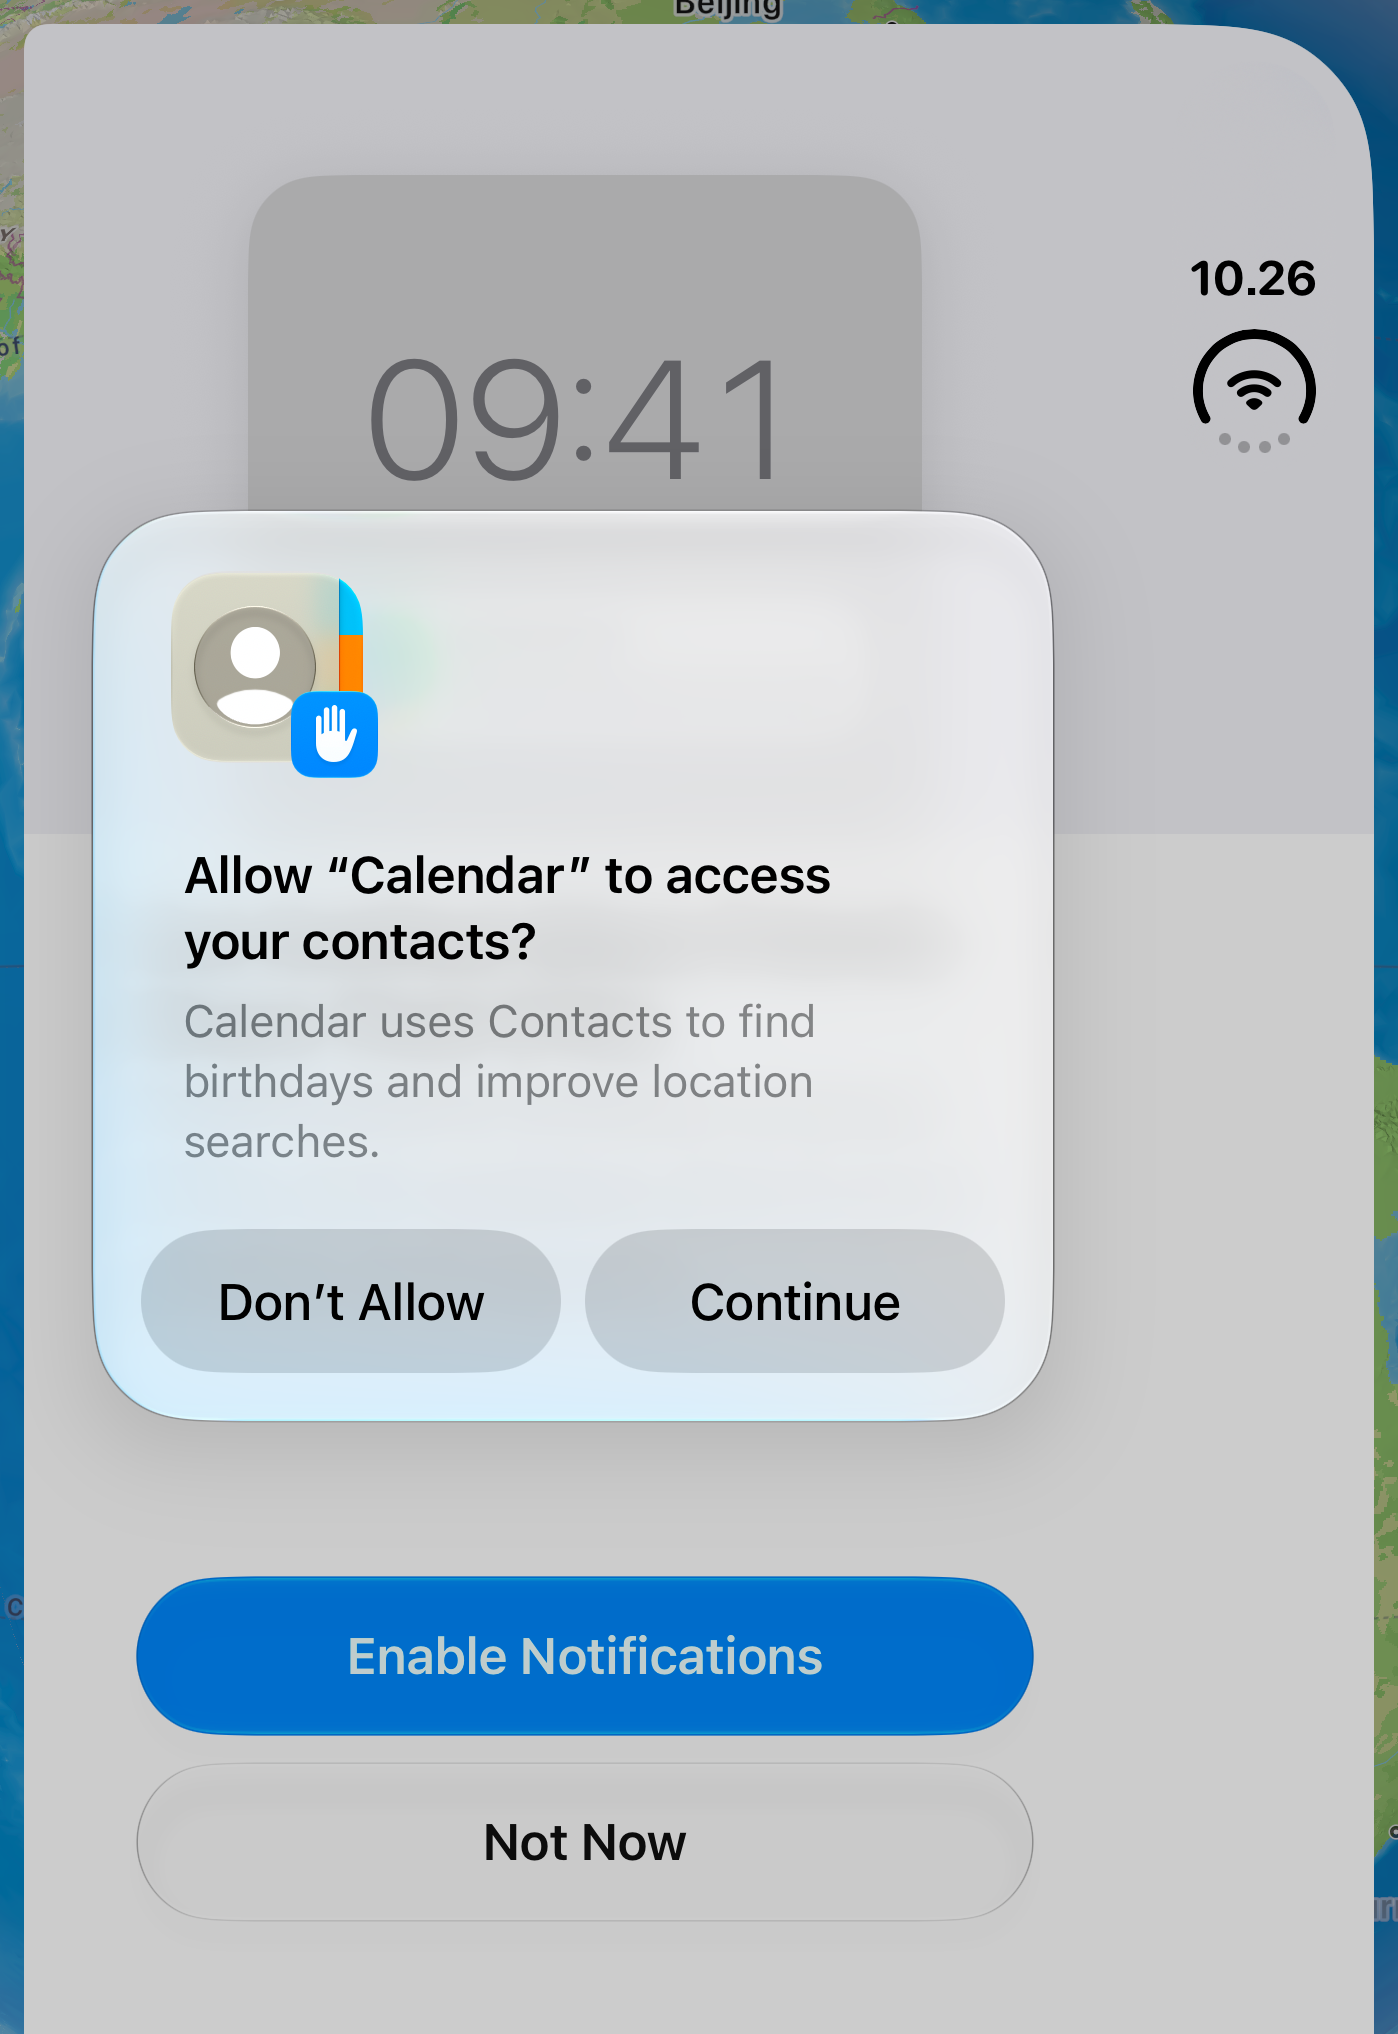 Beijing
10.26
09:41
Allow “Calendar” to access
your contacts?
Calendar uses Contacts to find
birthdays and improve location
searches.
Don’t Allow
Continue
Enable Notifications
Not Now